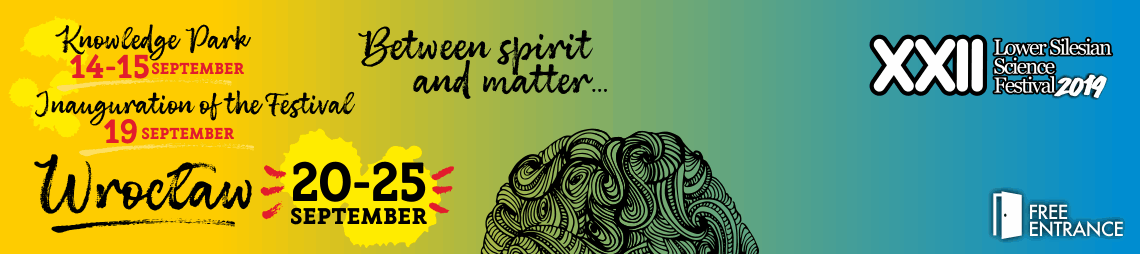 Knowledge Park
14-15 SEPTEMBER
Inauguration of the Festival
19 SEPTEMBER
Wrocław
20-25
SEPTEMBER
Between spirit
and matter...
XXII
Lower Silesian
Science
Festival 2019
FREE
ENTRANCE